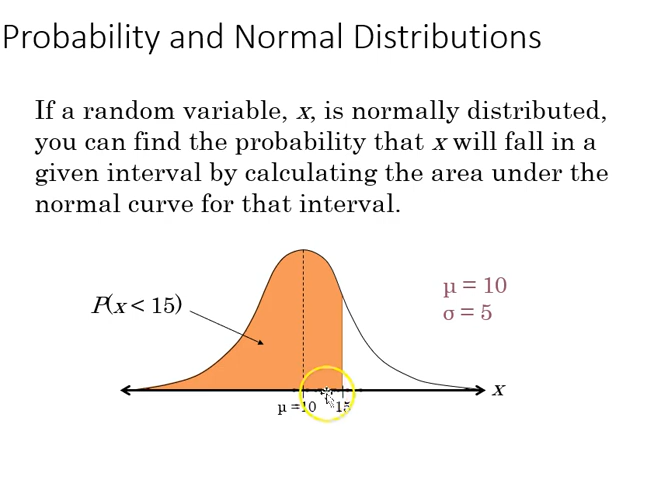 Probability and Normal Distributions
If a random variable, x, is normally distributed,
you can find the probability that x will fall in a
given interval by calculating the area under the
normal curve for that interval.
P(x < 15)
μ = 10
σ = 5
x
μ =10
15